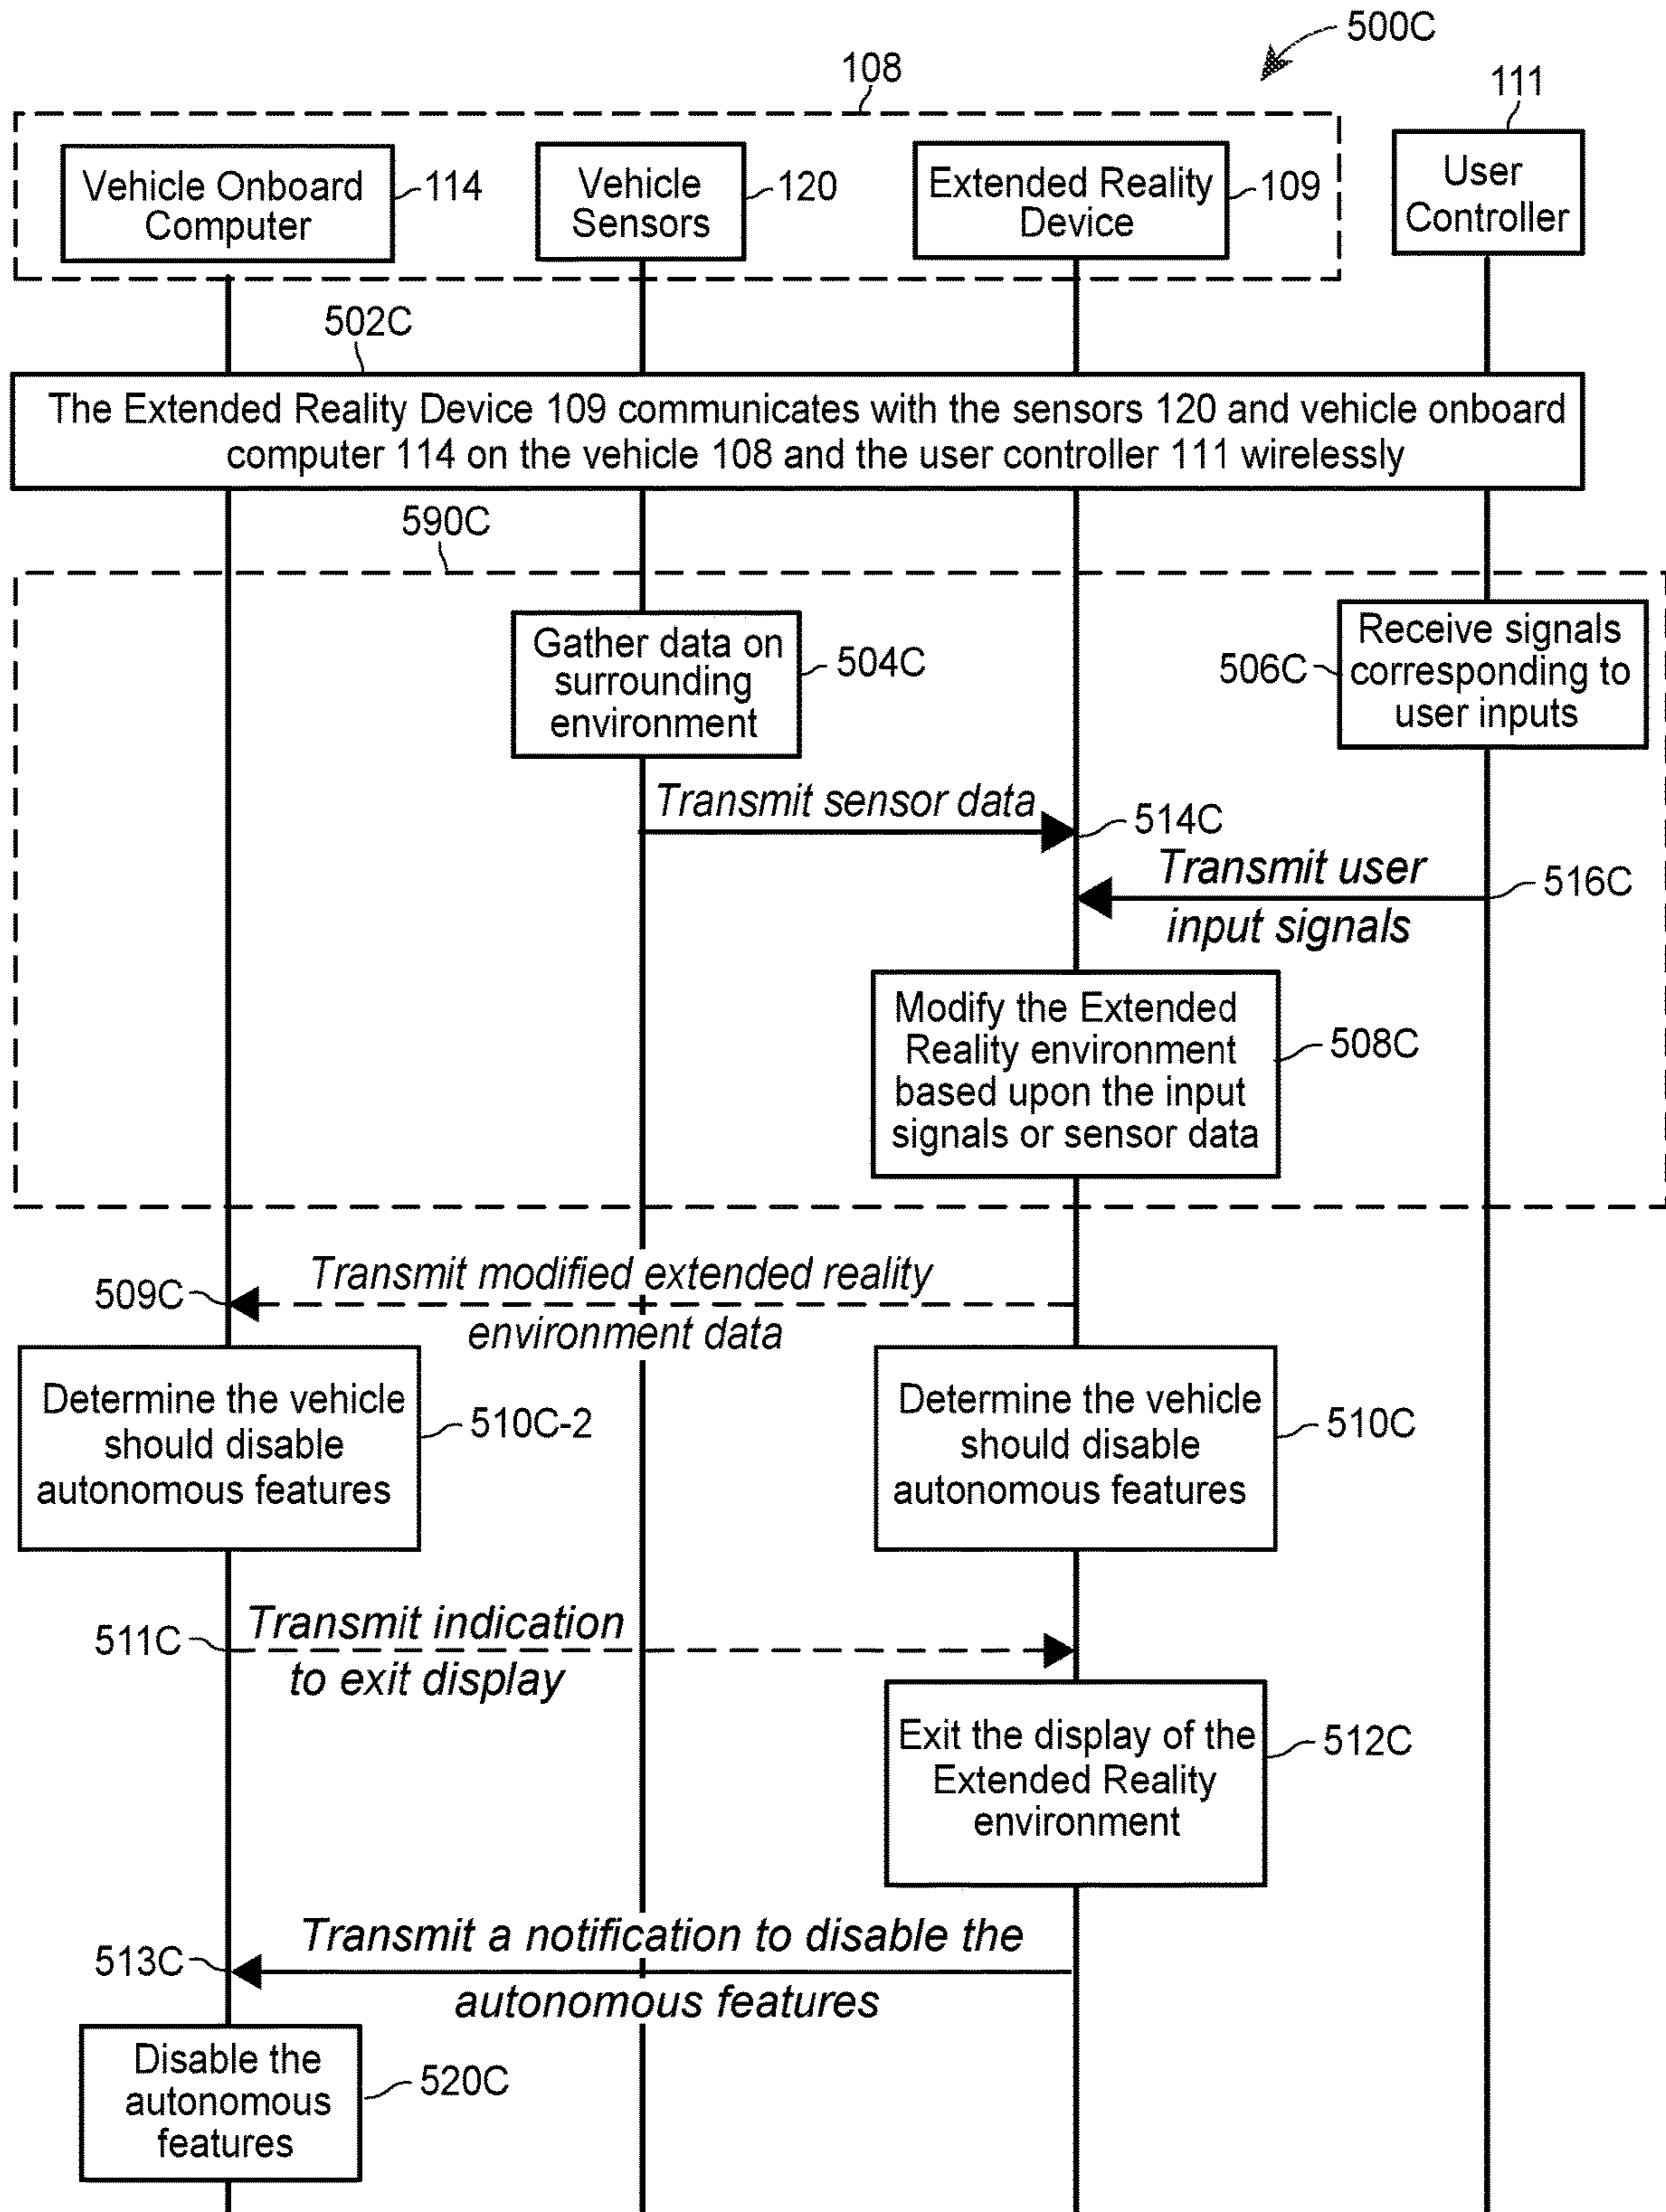 500C
108
111
Vehicle Onboard
Computer
114
Vehicle
Sensors
120
Extended Reality
Device
109
User
Controller
502C
The Extended Reality Device 109 communicates with the sensors 120 and vehicle onboard
computer 114 on the vehicle 108 and the user controller 111 wirelessly
590C
Gather data on
surrounding
environment
504C
506C
Receive signals
corresponding to
user inputs
Transmit sensor data
514C
Transmit user
input signals
516C
Modify the Extended
Reality environment
based upon the input
signals or sensor data
508C
509C
Transmit modified extended reality
environment data
Determine the vehicle
should disable
autonomous features
510C-2
Determine the vehicle
should disable
autonomous features
510C
511C
Transmit indication
to exit display
Exit the display of the
Extended Reality
environment
512C
513C
Transmit a notification to disable the
autonomous features
Disable the
autonomous
features
520C